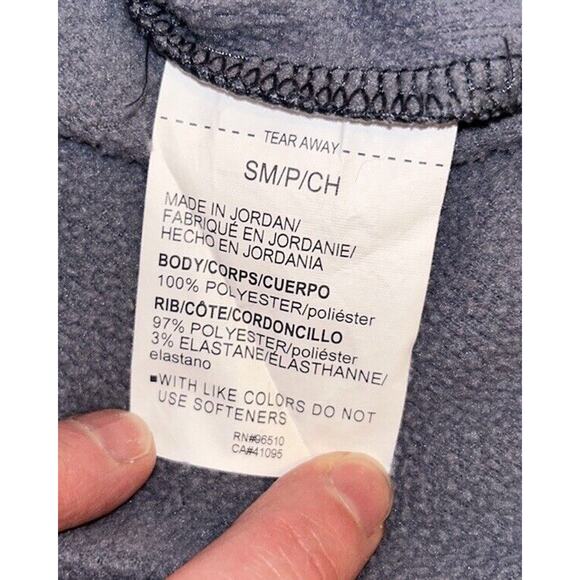 TEAR AWAY
SM/P/CH
MADE IN JORDAN/
FABRIQUÉ EN JORDANIE/
HECHO EN JORDANIA
BODY/CORPS/CUERPO
100% POLYESTER/poliéster
RIB/CÔTE/CORDONCILLO
97% POLYESTER/poliéster
3% ELASTANE/ÉLASTHANNE/
elastano
■WITH LIKE COLORS DO NOT
USE SOFTENERS
RN#96510
CA#41095